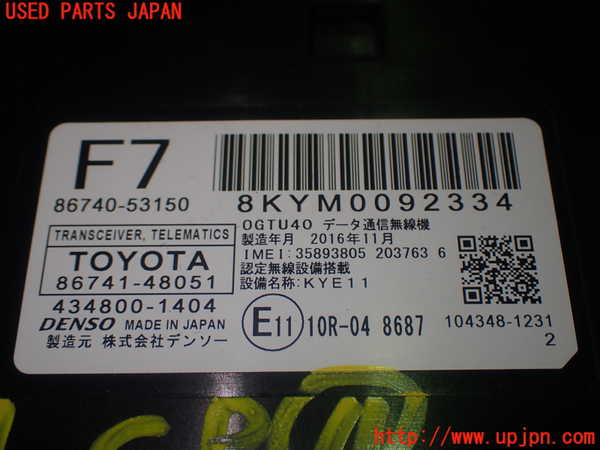 USED PARTS JAPAN
F7
86740-53150
8KYM0092334
TRANSCEIVER, TELEMATICS
TOYOTA
86741-48051
434800-1404
DENSO MADE IN JAPAN
製造元 株式会社デンソー
OGTU40 データ通信無線機
製造年月 2016年11月
IMEI:35893805 203763 6
認定無線設備搭載
設備名称:KYE11
E11 10R-04 8687
104348-1231
2
http://www.upjpn.com